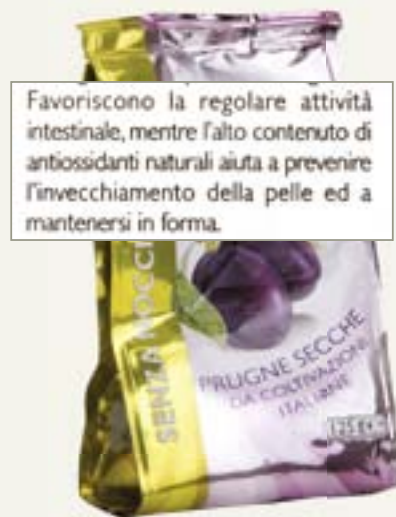 Favoriscono la regolare attività
intestinale, mentre l'alto contenuto di
antiossidanti naturali aiuta a prevenire
l'invecchiamento della pelle ed a
mantenersi in forma.
SENZA NOCCI
PRUGNE SECCHE
DA COLTIVAZIONI
ITALIANE